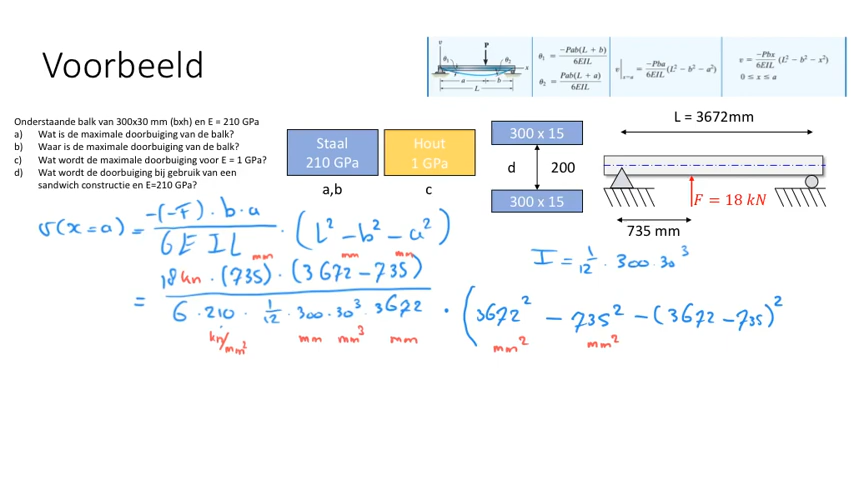 Voorbeeld
v
P
θ₁
θ₂
x
a
b
L
θ₁ = -Pab(L + b) / 6EIL
θ₂ = Pab(L + a) / 6EIL
v|ₓ₌ₐ = -Pba / 6EIL (L² - b² - a²)
v = -Pbx / 6EIL (L² - b² - x²)
0 ≤ x ≤ a
Onderstaande balk van 300x30 mm (bxh) en E = 210 GPa
a) Wat is de maximale doorbuiging van de balk?
b) Waar is de maximale doorbuiging van de balk?
c) Wat wordt de maximale doorbuiging voor E = 1 GPa?
d) Wat wordt de doorbuiging bij gebruik van een
sandwich constructie en E=210 GPa?
Staal
210 GPa
a,b
Hout
1 GPa
c
300 x 15
d
200
300 x 15
L = 3672mm
F = 18 kN
735 mm
v(x=a) = -(-F) · b · a / 6 E I L · (L² - b² - a²)
mm mm mm
I = 1/12 · 300 · 30³
= 18 kN · (735) · (3672 - 735) / 6 · 210 · 1/12 · 300 · 30³ · 3672 · (3672² - 735² - (3672 - 735)²
kN/mm² mm mm³ mm mm² mm²